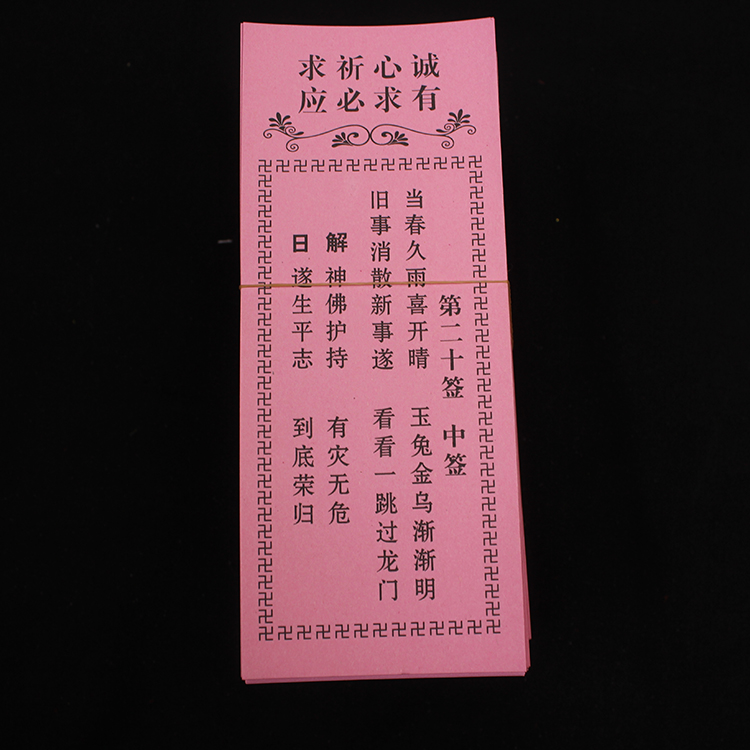 诚心祈求
有求必应
第二十签 中签
当春久雨喜开晴 玉兔金乌渐渐明
旧事消散新事遂 看看一跳过龙门
解 神佛护持 有灾无危
日 遂生平志 到底荣归